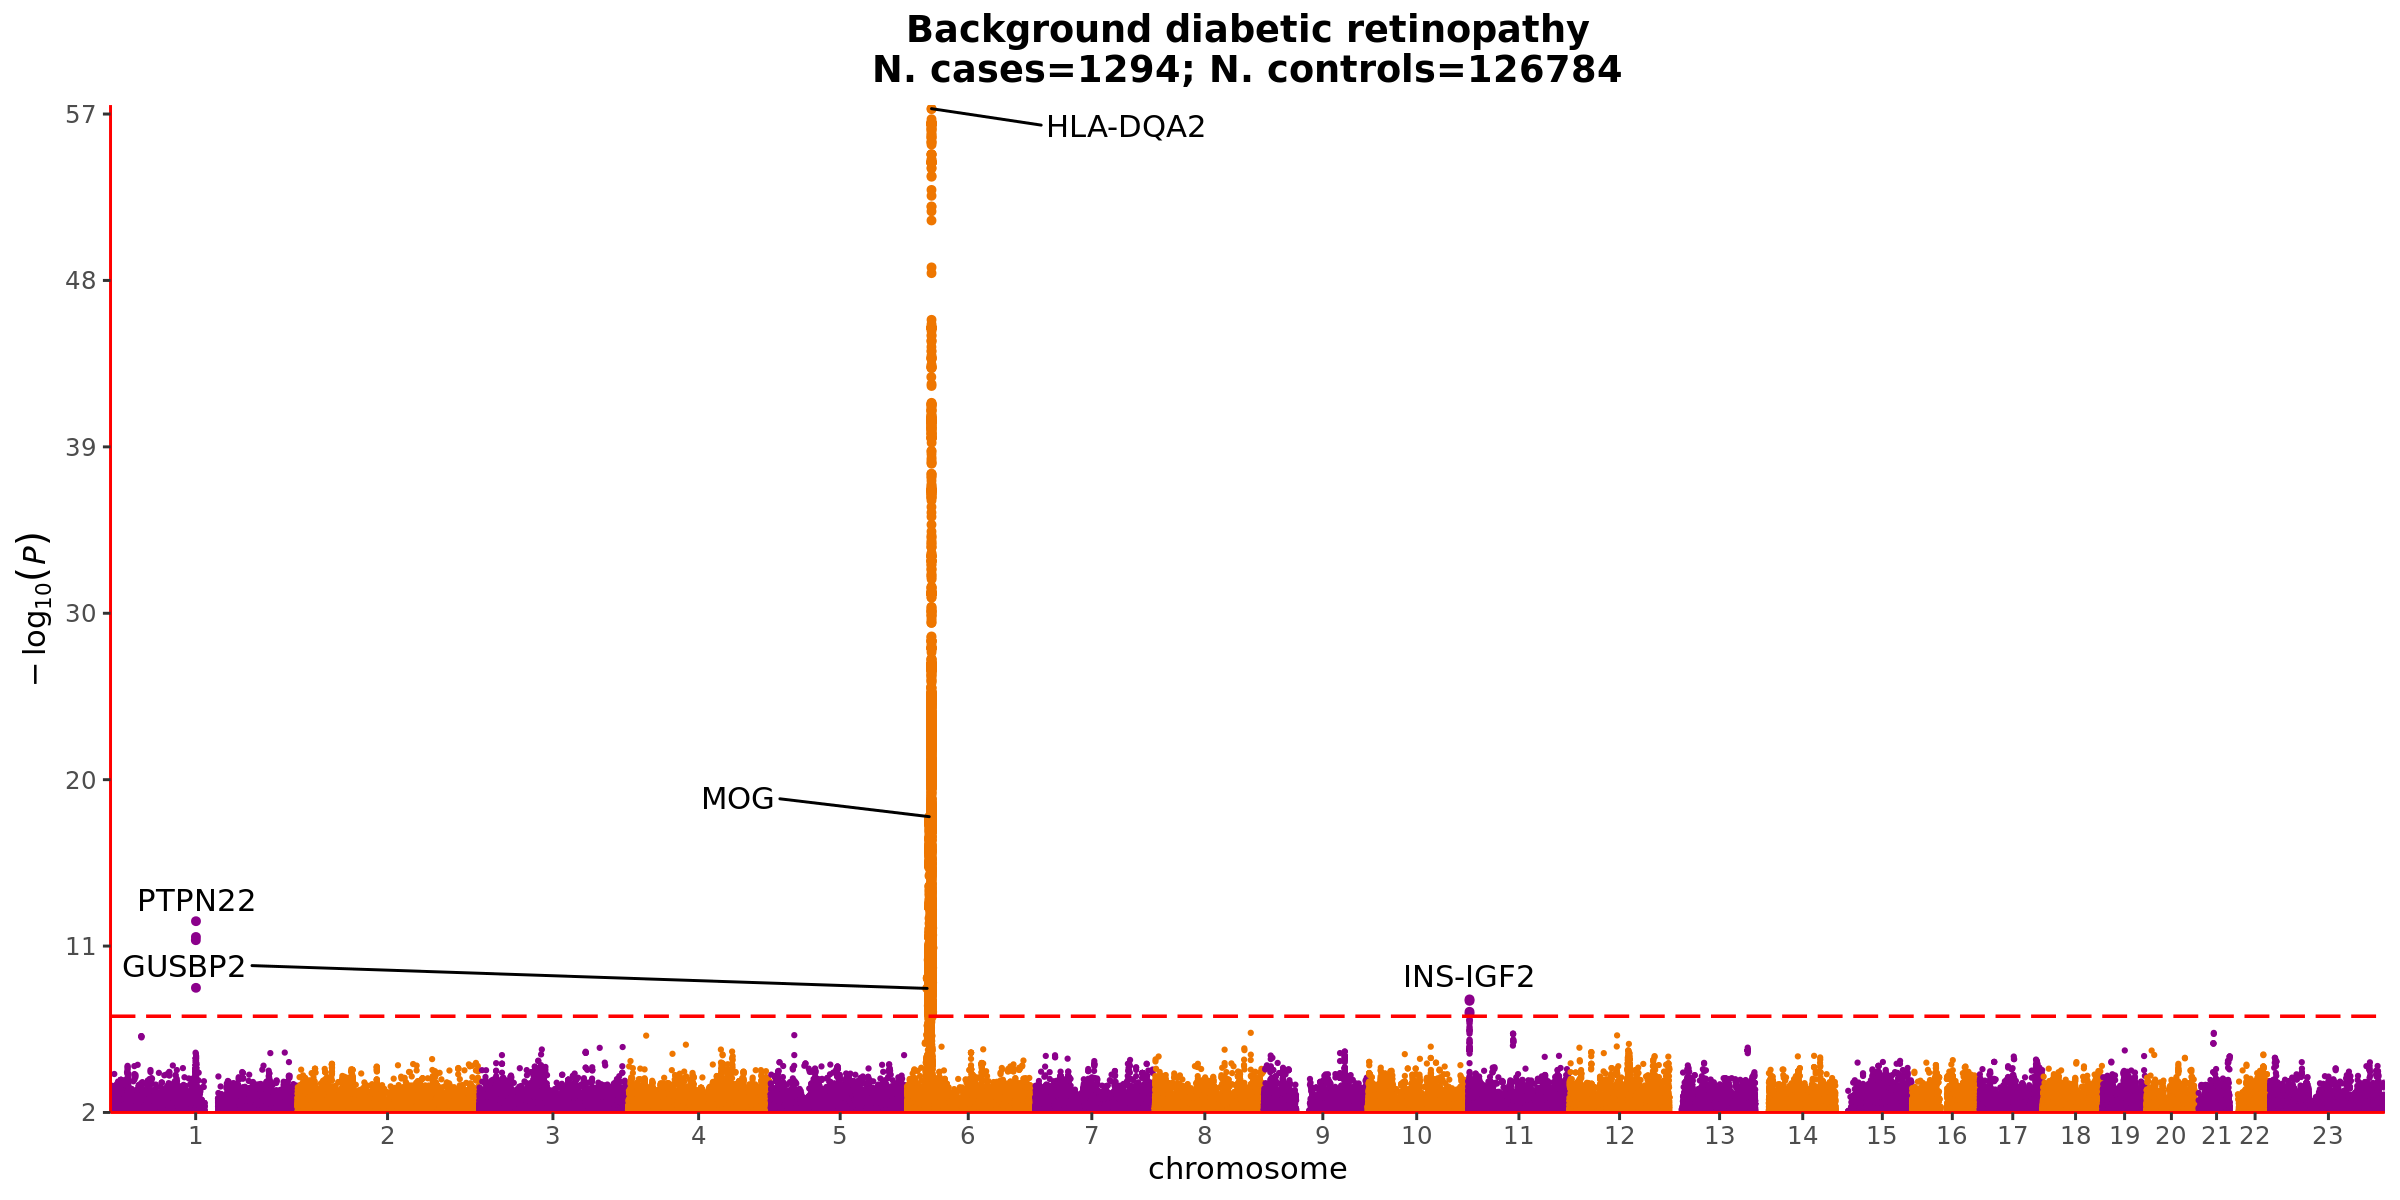 Background diabetic retinopathy
N. cases=1294; N. controls=126784
57
48
39
30
20
11
2
−log₁₀(P)
HLA-DQA2
MOG
PTPN22
GUSBP2
INS-IGF2
1 2 3 4 5 6 7 8 9 10 11 12 13 14 15 16 17 18 19 20 21 22 23
chromosome